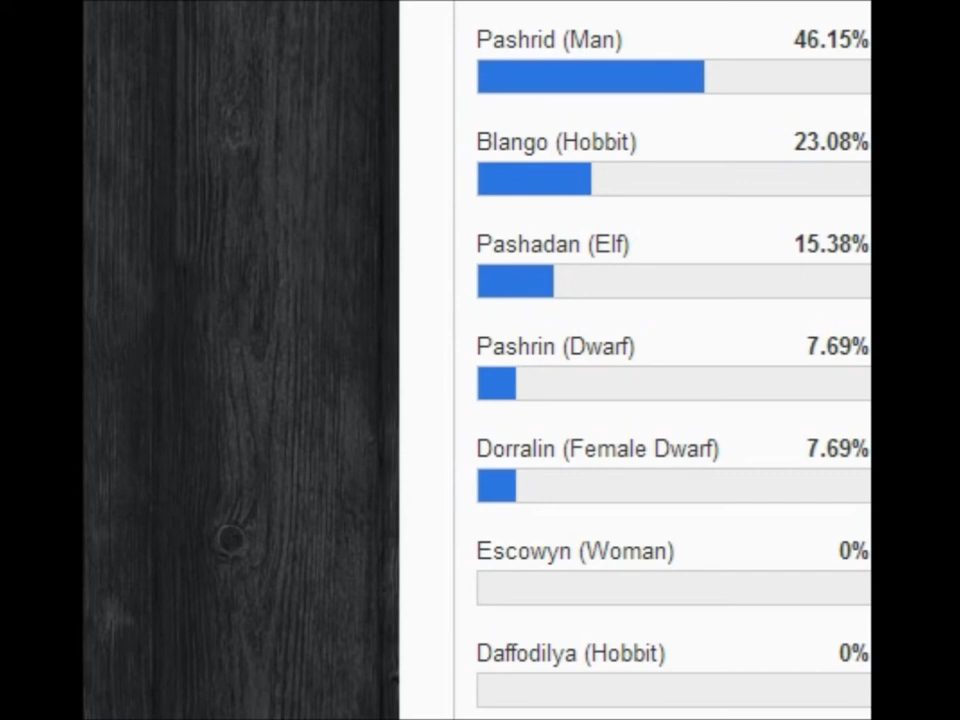 Pashrid (Man) 46.15%
Blango (Hobbit) 23.08%
Pashadan (Elf) 15.38%
Pashrin (Dwarf) 7.69%
Dorralin (Female Dwarf) 7.69%
Escowyn (Woman) 0%
Daffodilya (Hobbit) 0%